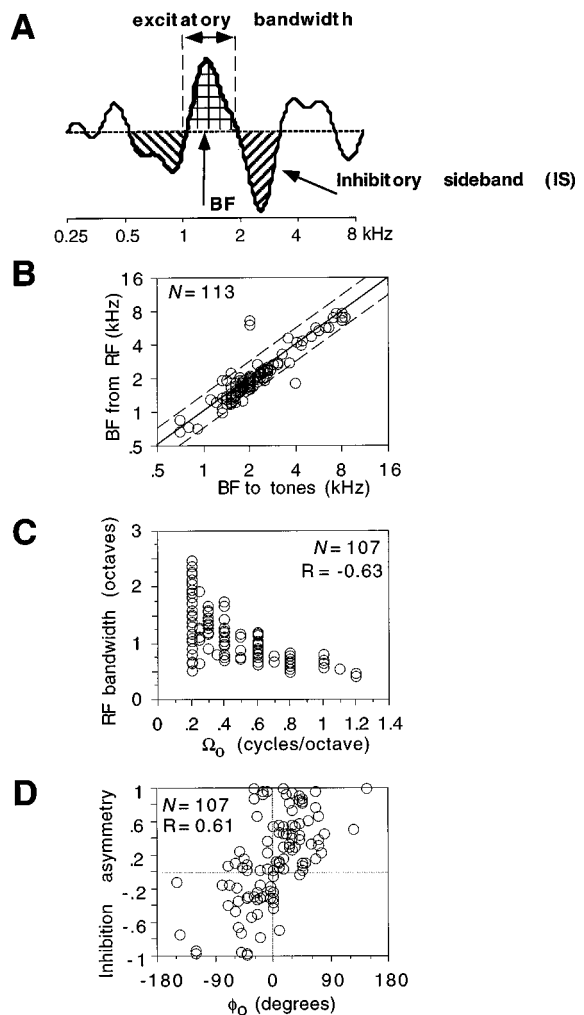 A
excitatory bandwidth
Inhibitory sideband (IS)
BF
0.25 0.5 1 2 4 8 kHz
B
N = 113
BF from RF (kHz)
16
8
4
2
1
.5
.5 1 2 4 8 16
BF to tones (kHz)
C
N = 107
R = -0.63
RF bandwidth (octaves)
3
2
1
0
0 .2 .4 .6 .8 1 1.2 1.4
Ωo (cycles/octave)
D
N = 107
R = 0.61
Inhibition asymmetry
1
.6
.2
-.2
-.6
-1
-180 -90 0 90 180
ϕo (degrees)